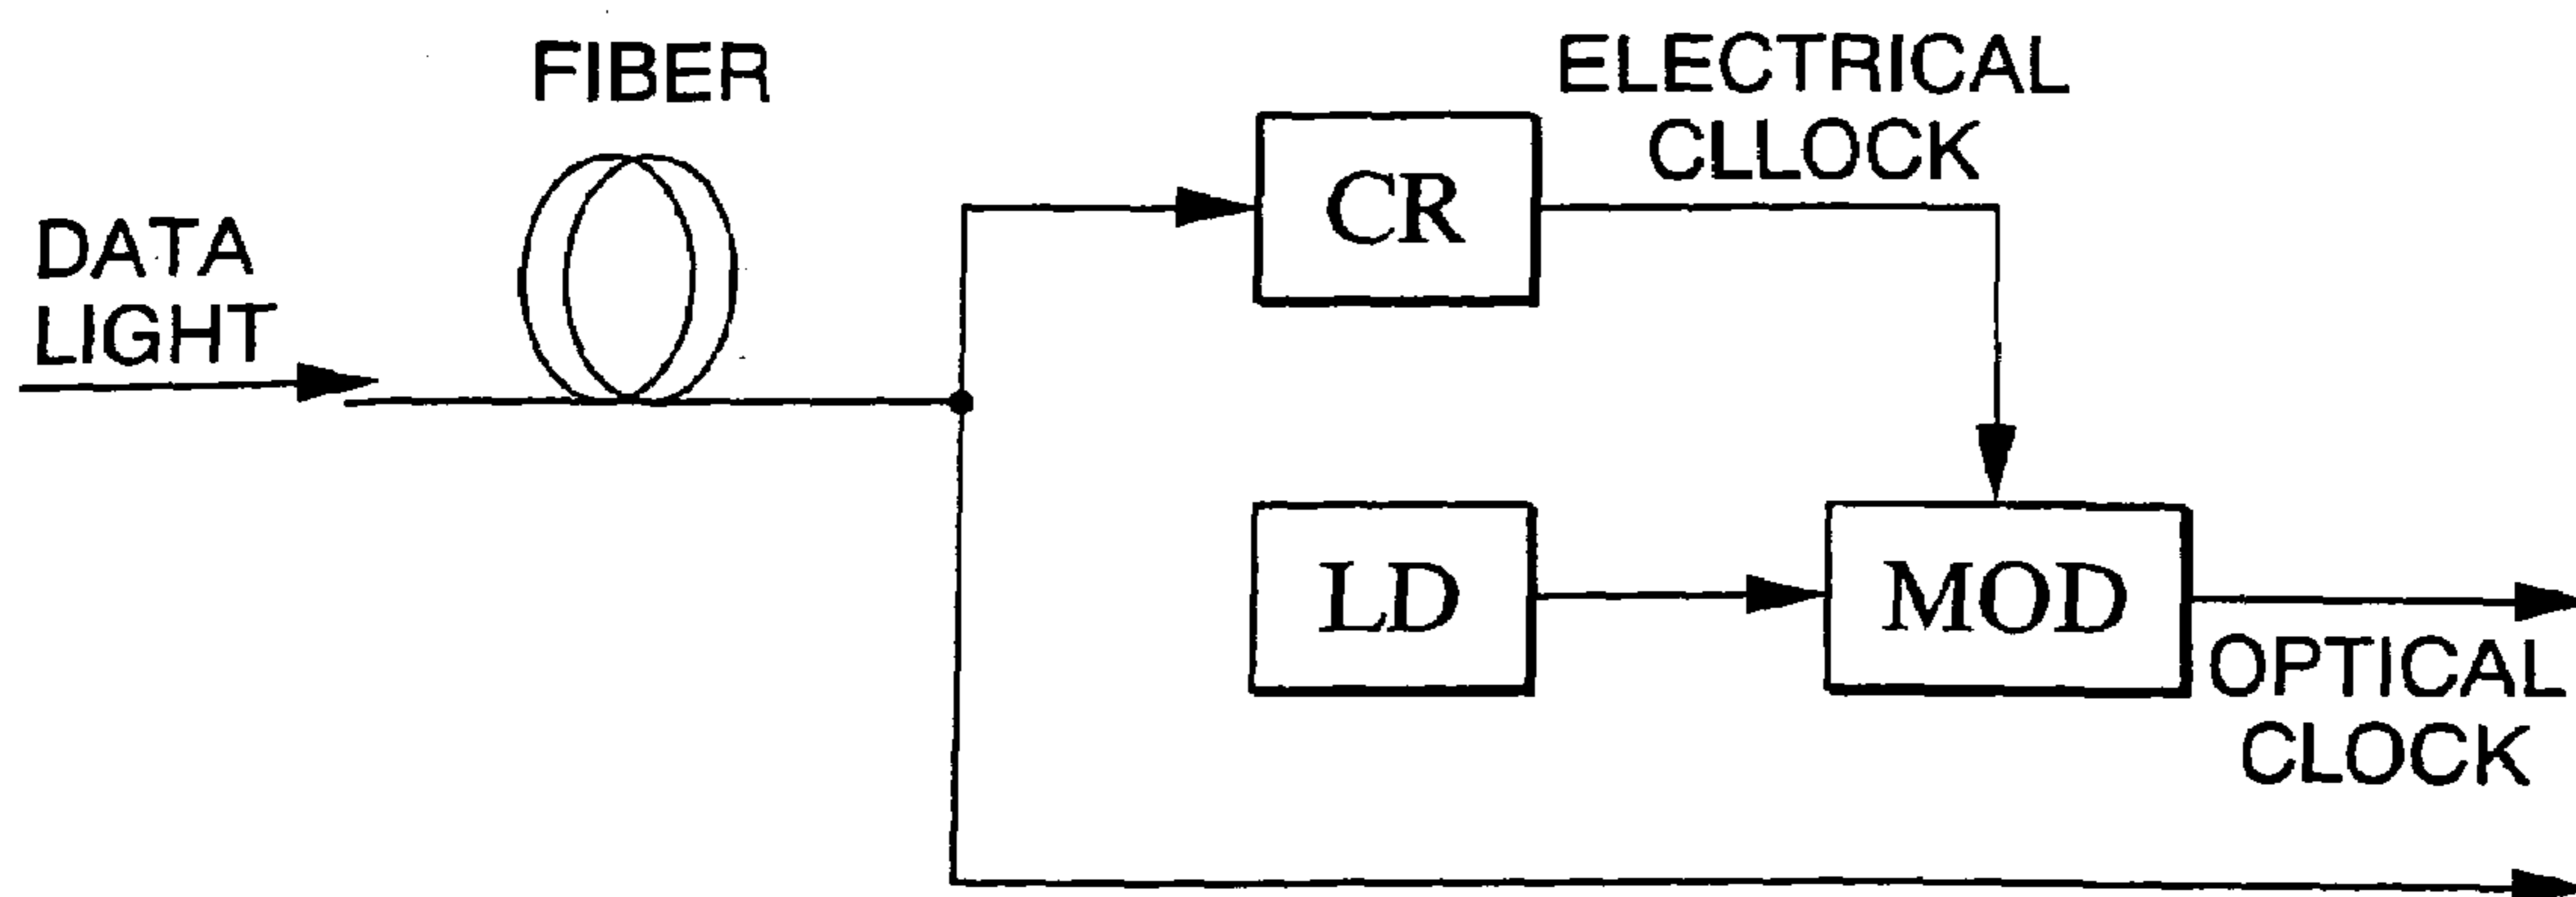 FIBER
ELECTRICAL
CLLOCK
CR
DATA
LIGHT
LD
MOD
OPTICAL
CLOCK